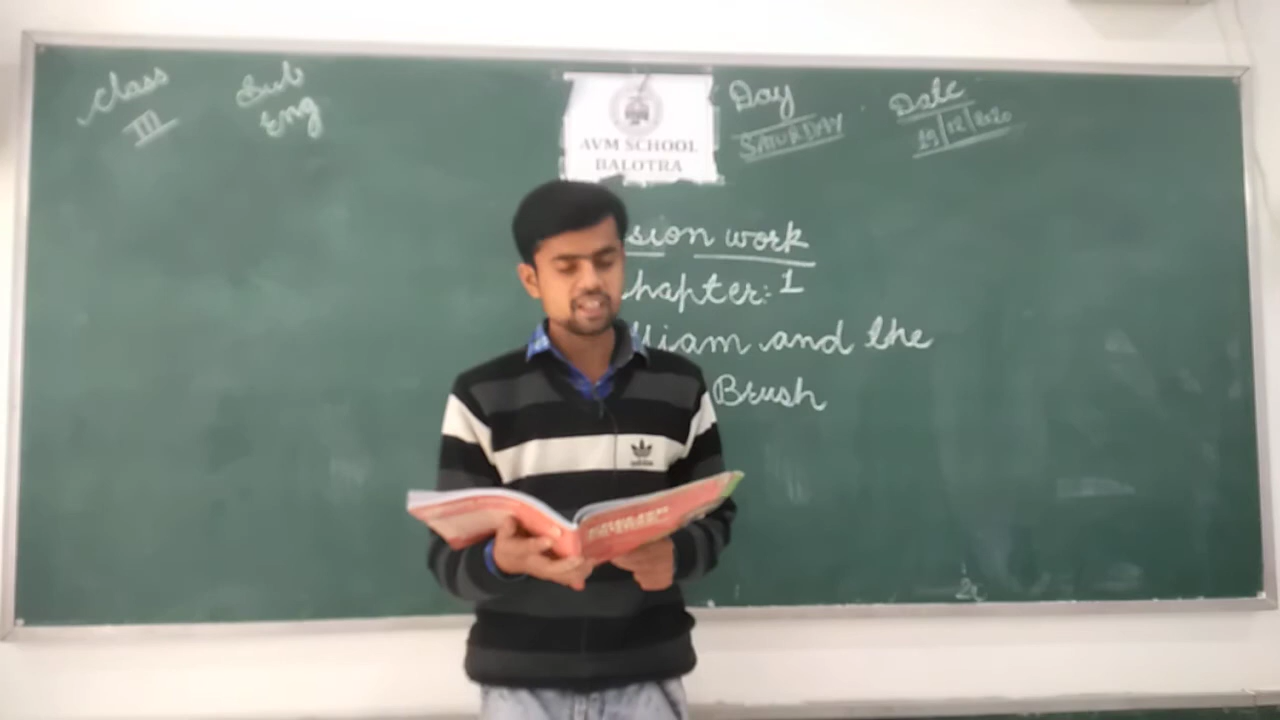 Class
III
Sub
Eng
AVM SCHOOL
BALOTRA
Day
SATURDAY
Date
19/12/2020
sion work
hapter: 1
lliam and the
Brush
adidas